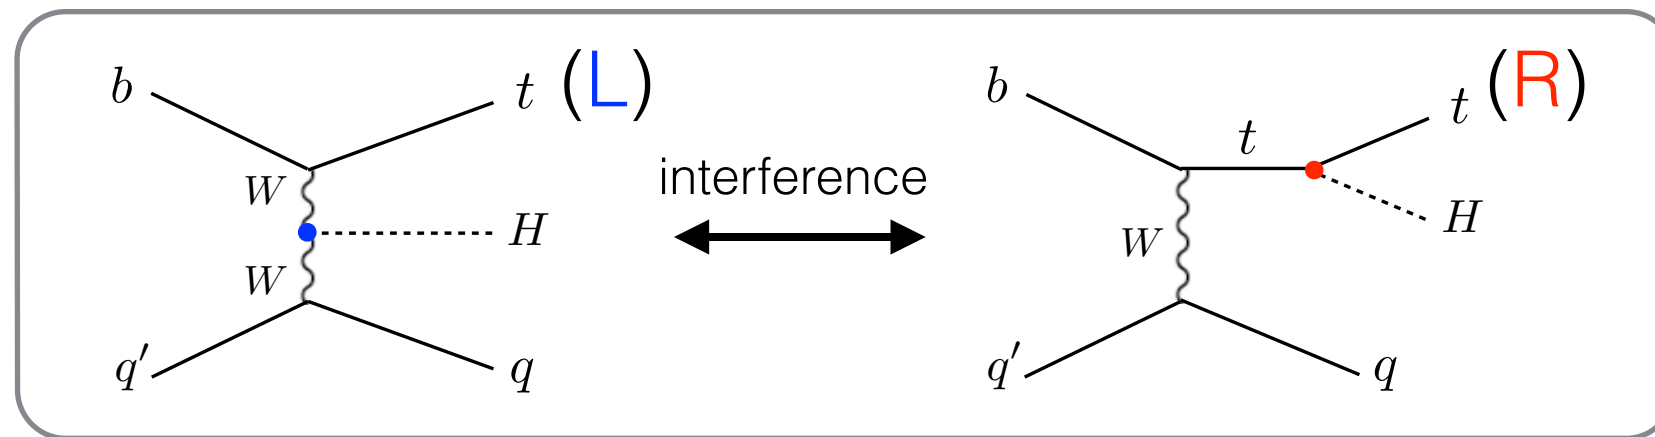 b t (L) b t t (R)
W interference W
H H
W
q′ q q′ q